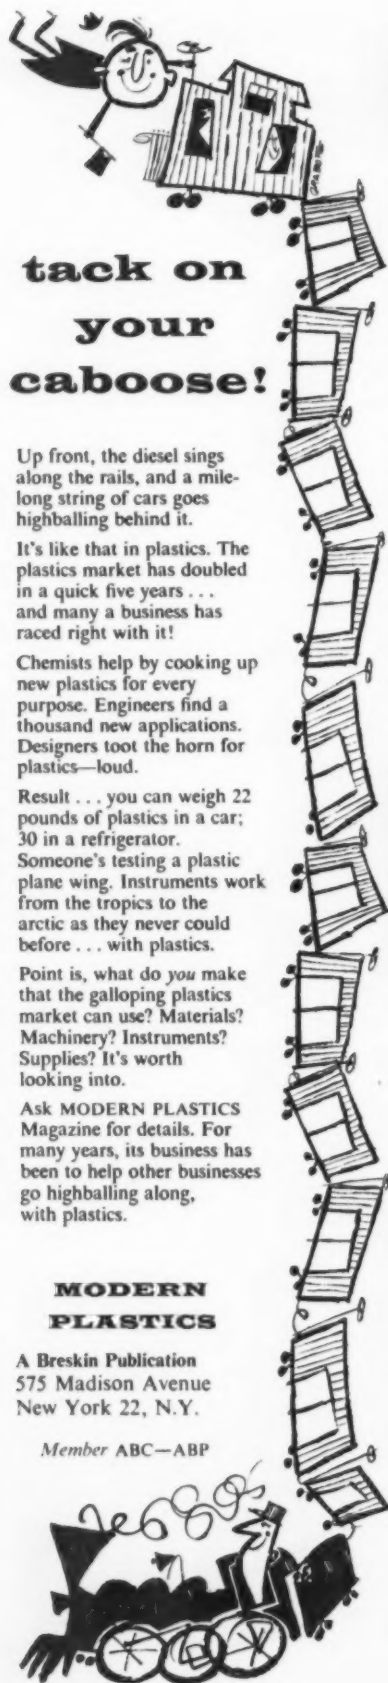 tack on
your
caboose!
Up front, the diesel sings
along the rails, and a mile-
long string of cars goes
highballing behind it.
It's like that in plastics. The
plastics market has doubled
in a quick five years . . .
and many a business has
raced right with it!
Chemists help by cooking up
new plastics for every
purpose. Engineers find a
thousand new applications.
Designers toot the horn for
plastics—loud.
Result . . . you can weigh 22
pounds of plastics in a car;
30 in a refrigerator.
Someone's testing a plastic
plane wing. Instruments work
from the tropics to the
arctic as they never could
before . . . with plastics.
Point is, what do you make
that the galloping plastics
market can use? Materials?
Machinery? Instruments?
Supplies? It's worth
looking into.
Ask MODERN PLASTICS
Magazine for details. For
many years, its business has
been to help other businesses
go highballing along,
with plastics.
MODERN
PLASTICS
A Breskin Publication
575 Madison Avenue
New York 22, N.Y.
Member ABC—ABP